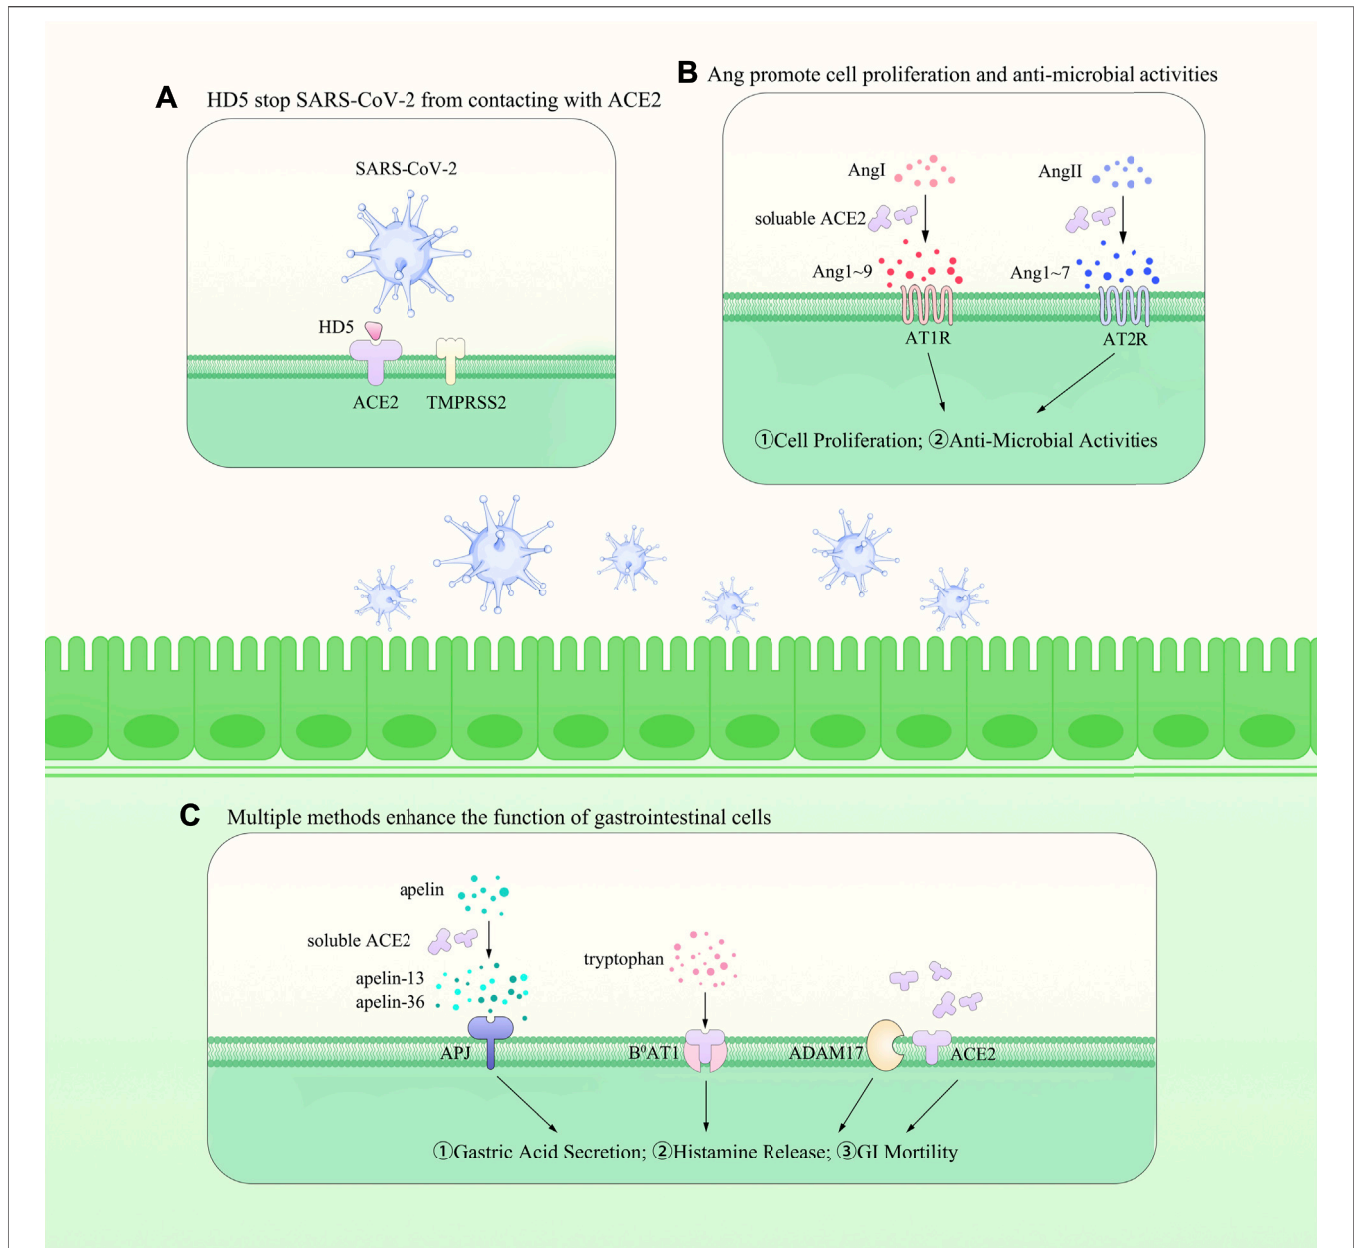 A HD5 stop SARS-CoV-2 from contacting with ACE2
SARS-CoV-2
HD5
ACE2 TMPRSS2
B Ang promote cell proliferation and anti-microbial activities
AngI AngII
soluable ACE2
Ang1~9 Ang1~7
AT1R AT2R
①Cell Proliferation; ②Anti-Microbial Activities
C Multiple methods enhance the function of gastrointestinal cells
apelin
soluble ACE2
tryptophan
apelin-13
apelin-36
APJ B⁰AT1 ADAM17 ACE2
①Gastric Acid Secretion; ②Histamine Release; ③GI Mortility